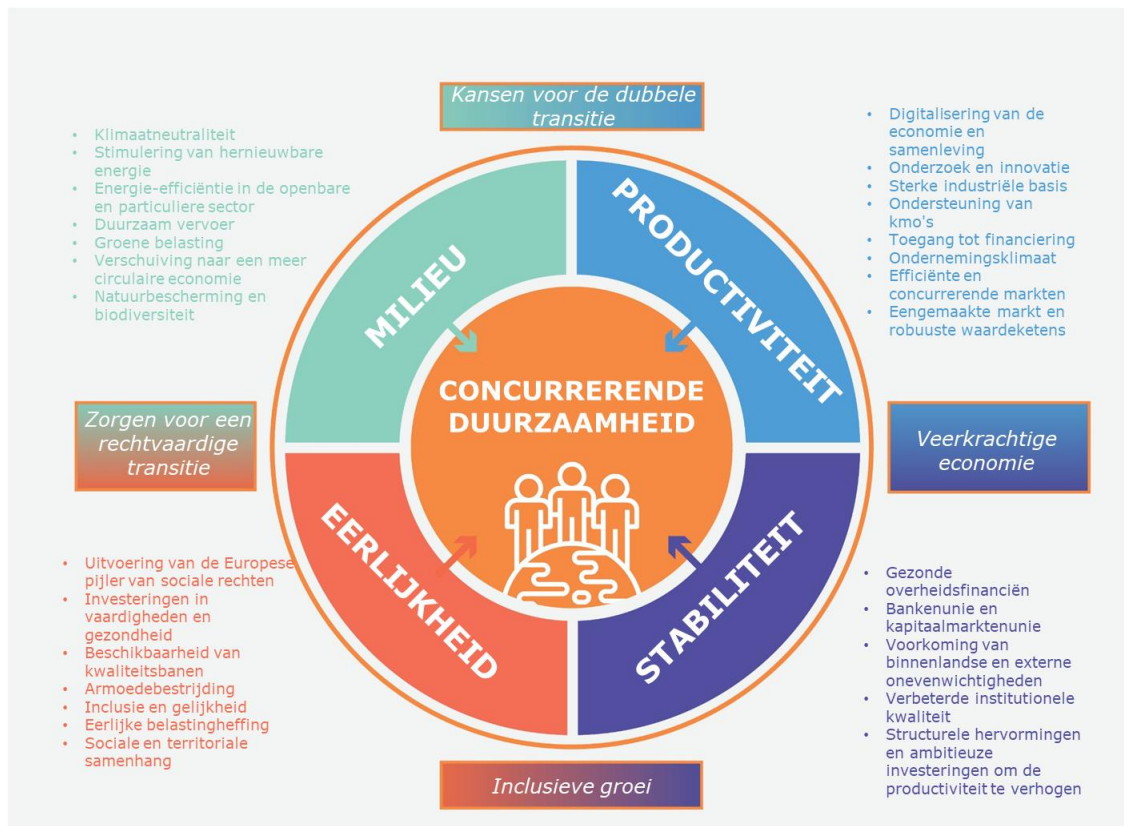 Kansen voor de dubbele
transitie
• Klimaatneutraliteit
• Stimulering van hernieuwbare
energie
• Energie-efficiëntie in de openbare
en particuliere sector
• Duurzaam vervoer
• Groene belasting
• Verschuiving naar een meer
circulaire economie
• Natuurbescherming en
biodiversiteit
• Digitalisering van de
economie en
samenleving
• Onderzoek en innovatie
• Sterke industriële basis
• Ondersteuning van
kmo's
• Toegang tot financiering
• Ondernemingsklimaat
• Efficiënte en
concurrerende markten
• Eengemaakte markt en
robuuste waardeketens
MILIEU
PRODUCTIVITEIT
CONCURRERENDE
DUURZAAMHEID
Zorgen voor een
rechtvaardige
transitie
Veerkrachtige
economie
EERLIJKHEID
STABILITEIT
• Uitvoering van de Europese
pijler van sociale rechten
• Investeringen in
vaardigheden en
gezondheid
• Beschikbaarheid van
kwaliteitsbanen
• Armoedebestrijding
• Inclusie en gelijkheid
• Eerlijke belastingheffing
• Sociale en territoriale
samenhang
• Gezonde
overheidsfinanciën
• Bankenunie en
kapitaalmarktenunie
• Voorkoming van
binnenlandse en externe
onevenwichtigheden
• Verbeterde institutionele
kwaliteit
• Structurele hervormingen
en ambitieuze
investeringen om de
productiviteit te verhogen
Inclusieve groei